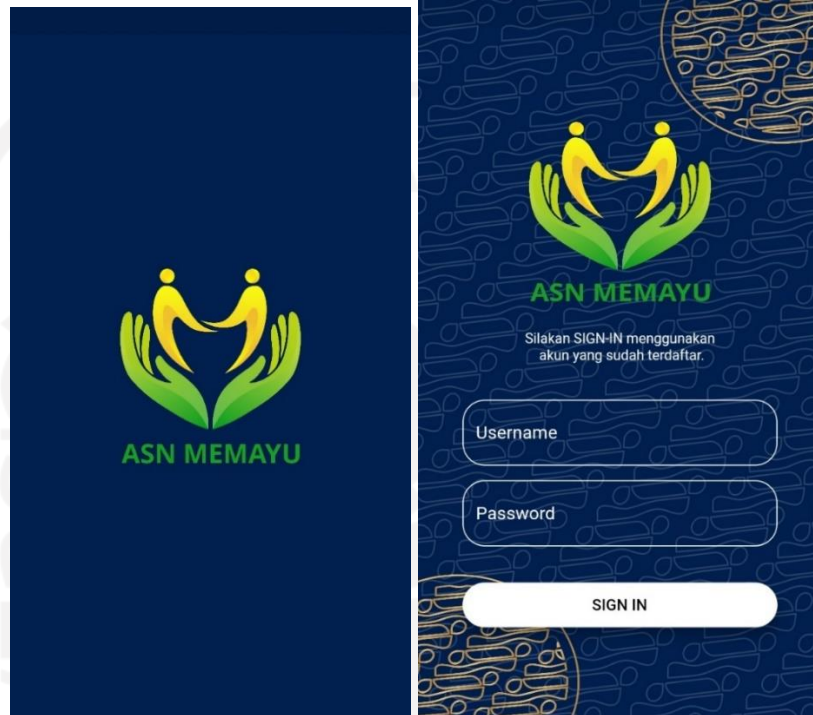 ASN MEMAYU
ASN MEMAYU
Silakan SIGN-IN menggunakan
akun yang sudah terdaftar.
Username
Password
SIGN IN